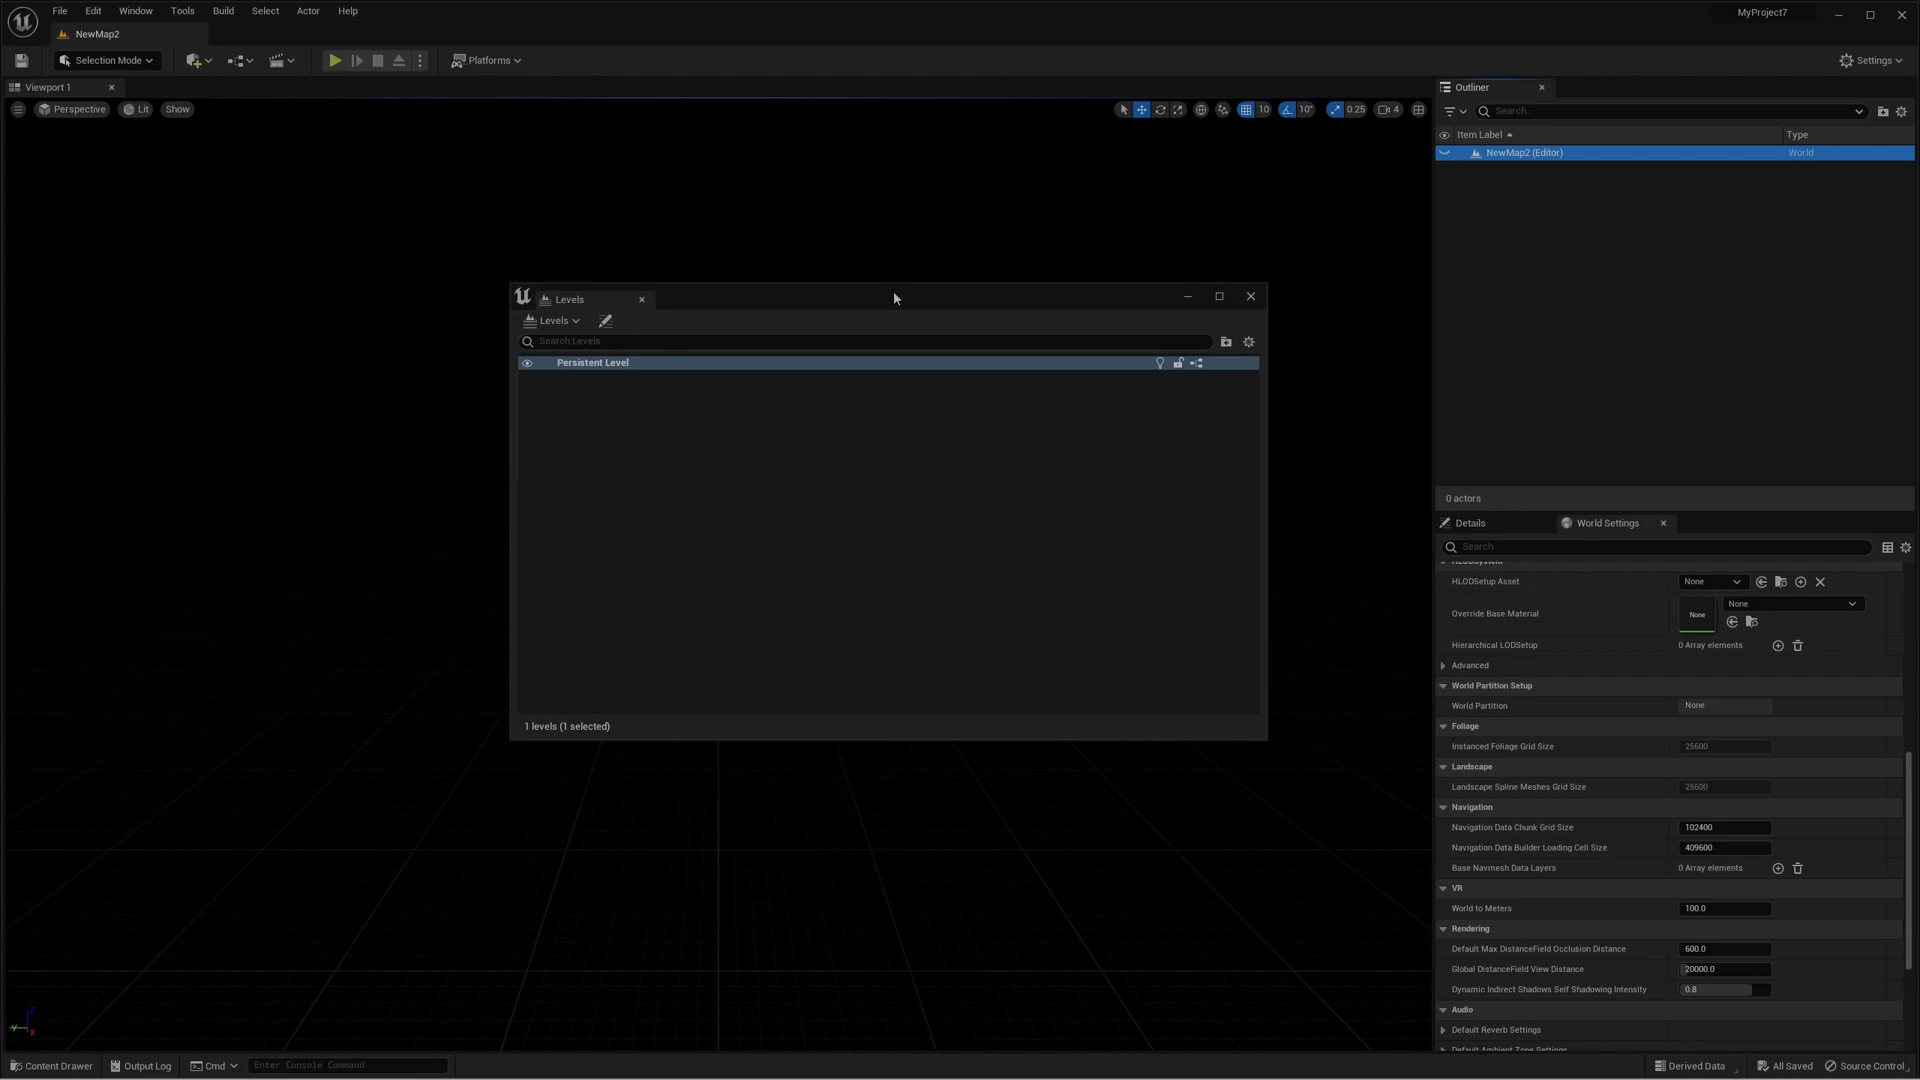 File Edit Window Tools Build Select Actor Help
MyProject7
NewMap2
Selection Mode
Platforms
Settings
Viewport 1
Perspective Lit Show
10 10° 0.25 4
Outliner
Search...
Item Label Type
NewMap2 (Editor) World
Levels
Levels
Search Levels
Persistent Level
1 levels (1 selected)
0 actors
Details World Settings
Search
HLODSystem
HLODSetup Asset None
Override Base Material None None
Hierarchical LODSetup 0 Array elements
Advanced
World Partition Setup
World Partition None
Foliage
Instanced Foliage Grid Size 25600
Landscape
Landscape Spline Meshes Grid Size 25600
Navigation
Navigation Data Chunk Grid Size 102400
Navigation Data Builder Loading Cell Size 409600
Base Navmesh Data Layers 0 Array elements
VR
World to Meters 100.0
Rendering
Default Max DistanceField Occlusion Distance 600.0
Global DistanceField View Distance 20000.0
Dynamic Indirect Shadows Self Shadowing Intensity 0.8
Audio
Default Reverb Settings
Default Ambient Zone Settings
Z
Y
X
Content Drawer Output Log Cmd Enter Console Command Derived Data All Saved Source Control